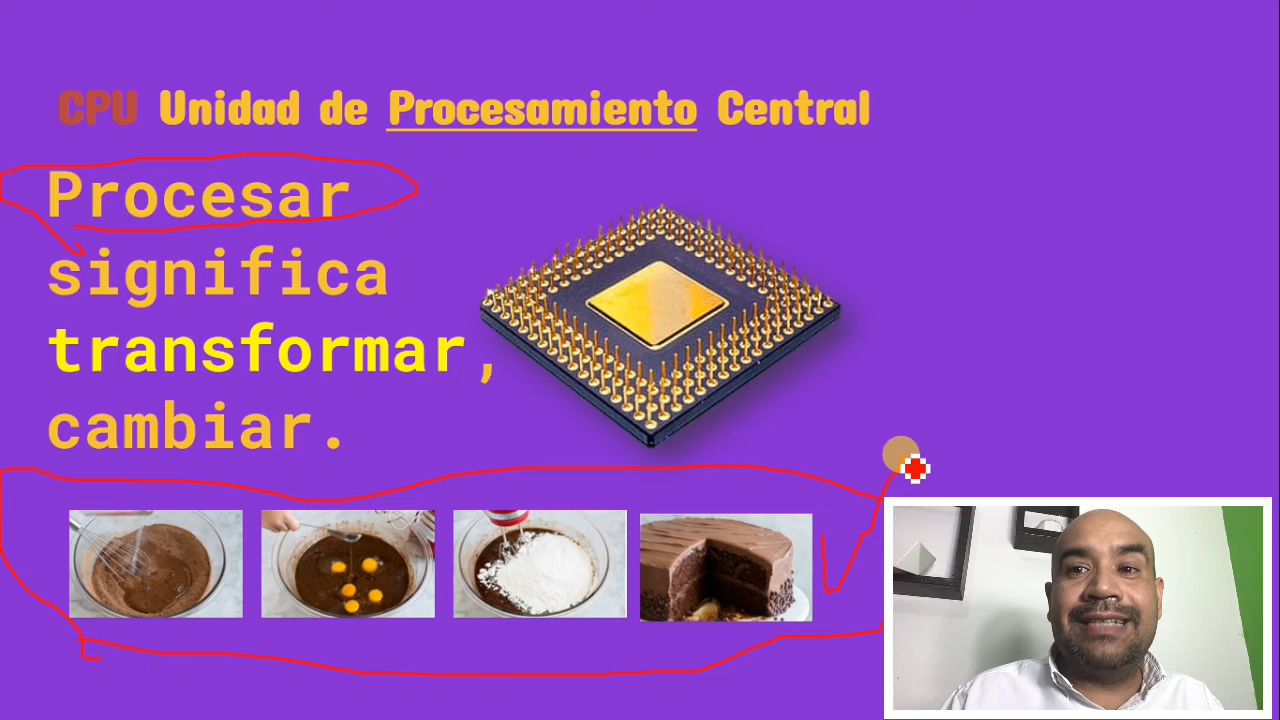 CPU Unidad de Procesamiento Central
Procesar
significa
transformar,
cambiar.